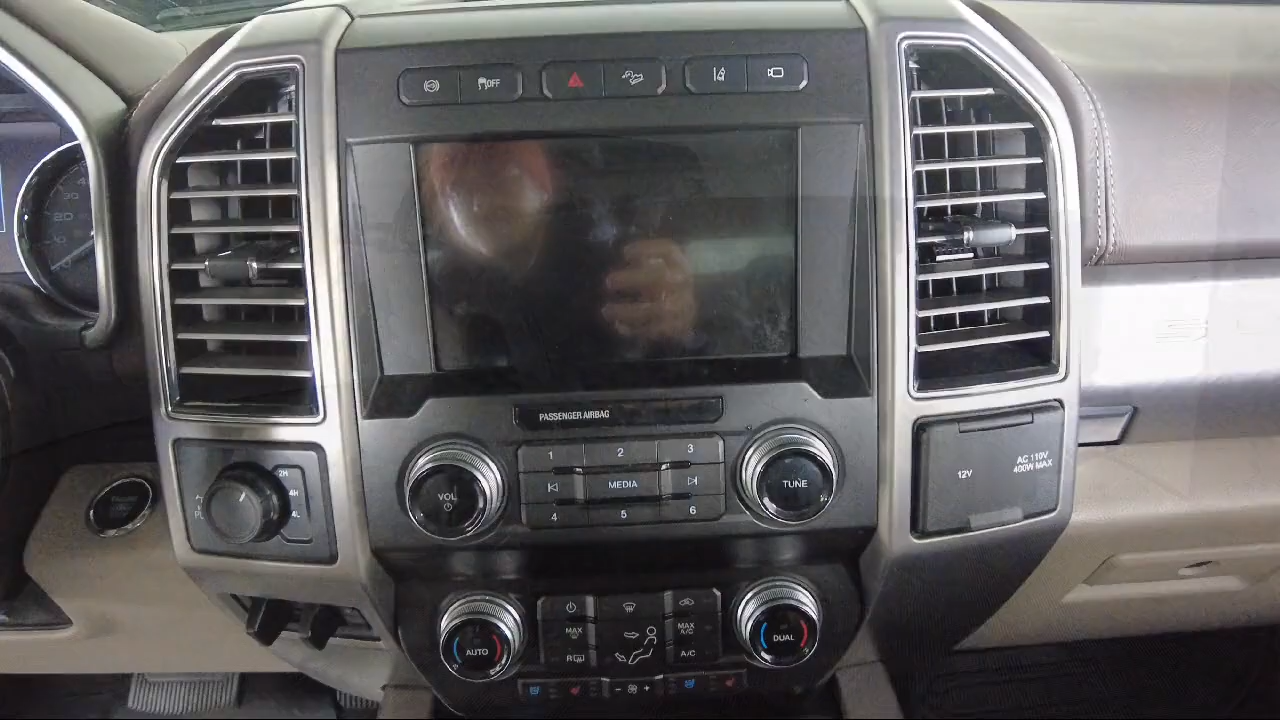 OFF
PASSENGER AIRBAG
1 2 3
VOL
MEDIA
TUNE
4 5 6
2H
4H
4L
12V
AC 110V
400W MAX
AUTO
MAX
R
MAX
A/C
A/C
DUAL